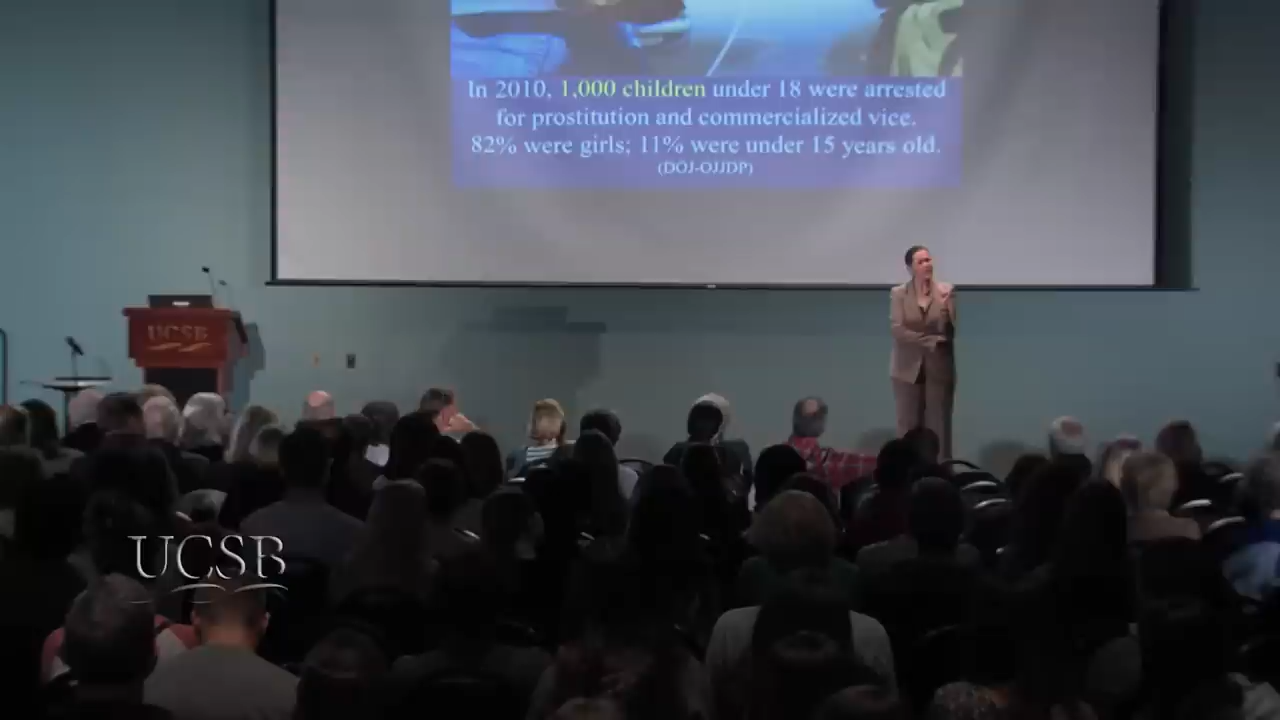 In 2010, 1,000 children under 18 were arrested
for prostitution and commercialized vice.
82% were girls; 11% were under 15 years old.
(DOJ-OJJDP)
UCSB
UCSB